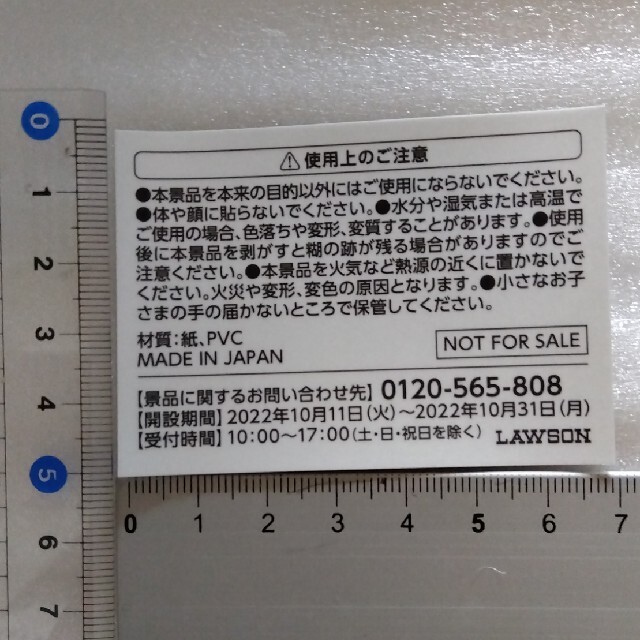 ⚠使用上のご注意
●本景品を本来の目的以外にはご使用にならないでください。
●体や顔に貼らないでください。●水分や湿気または高温で
ご使用の場合、色落ちや変形、変質することがあります。●使用
後に本景品を剥がすと糊の跡が残る場合がありますのでご
注意ください。●本景品を火気など熱源の近くに置かないで
ください。火災や変形、変色の原因となります。●小さなお子
さまの手の届かないところで保管してください。
材質:紙、PVC
MADE IN JAPAN
NOT FOR SALE
【景品に関するお問い合わせ先】0120-565-808
【開設期間】2022年10月11日(火)~2022年10月31日(月)
【受付時間】10:00~17:00(土・日・祝日を除く)
LAWSON
0
1
2
3
4
5
6
7
0 1 2 3 4 5 6 7